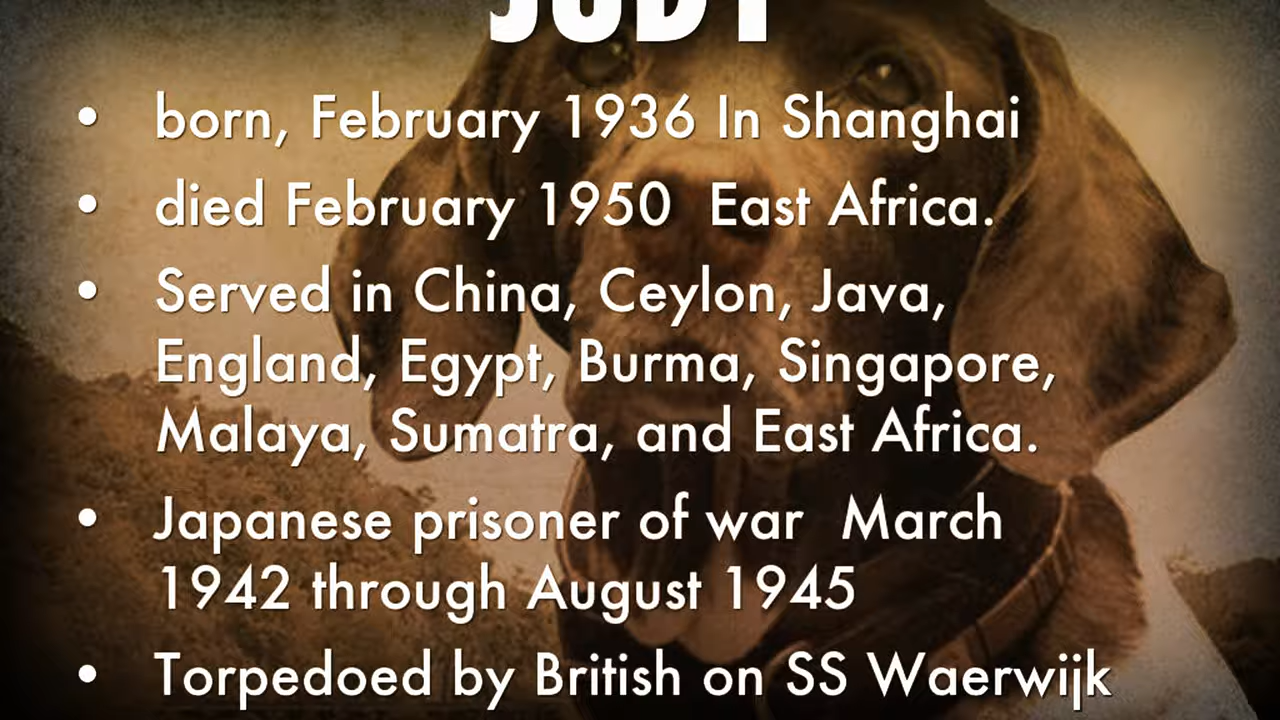 JUDY
• born, February 1936 In Shanghai
• died February 1950 East Africa.
• Served in China, Ceylon, Java,
England, Egypt, Burma, Singapore,
Malaya, Sumatra, and East Africa.
• Japanese prisoner of war March
1942 through August 1945
• Torpedoed by British on SS Waerwijk